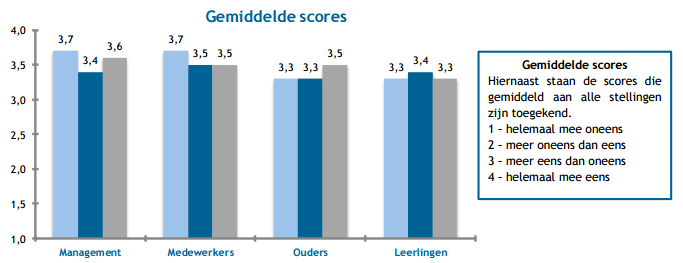 Gemiddelde scores
4,0
3,5
3,0
2,5
2,0
1,5
1,0
3,7
3,4
3,6
3,7
3,5
3,5
3,3
3,3
3,5
3,3
3,4
3,3
Management
Medewerkers
Ouders
Leerlingen
Gemiddelde scores
Hiernaast staan de scores die
gemiddeld aan alle stellingen
zijn toegekend.
1 – helemaal mee oneens
2 – meer oneens dan eens
3 – meer eens dan oneens
4 – helemaal mee eens